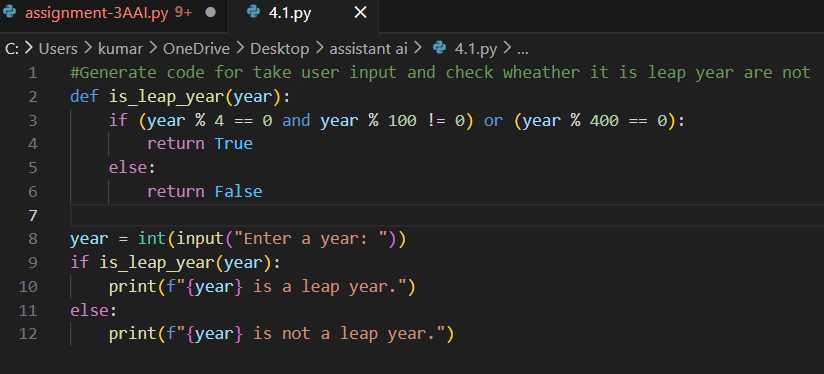 assignment-3AAI.py 9+ ● 4.1.py ×
C: > Users > kumar > OneDrive > Desktop > assistant ai > 4.1.py > ...
1 #Generate code for take user input and check wheather it is leap year are not
2 def is_leap_year(year):
3     if (year % 4 == 0 and year % 100 != 0) or (year % 400 == 0):
4         return True
5     else:
6         return False
7
8 year = int(input("Enter a year: "))
9 if is_leap_year(year):
10     print(f"{year} is a leap year.")
11 else:
12     print(f"{year} is not a leap year.")